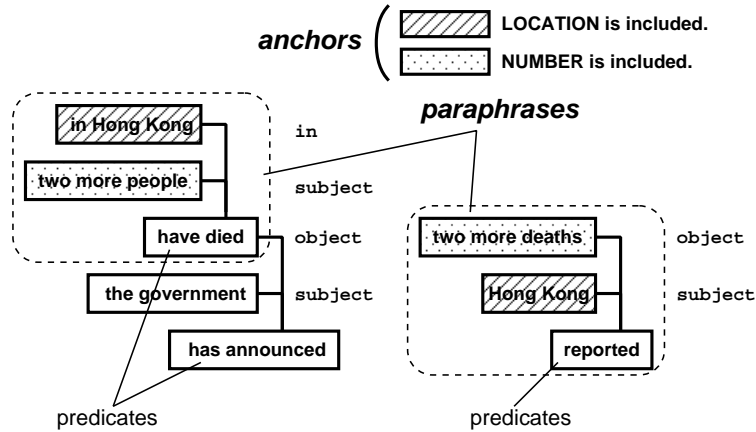 anchors
LOCATION is included.
NUMBER is included.
paraphrases
in Hong Kong
in
two more people
subject
have died
object
two more deaths
object
the government
subject
Hong Kong
subject
has announced
reported
predicates
predicates